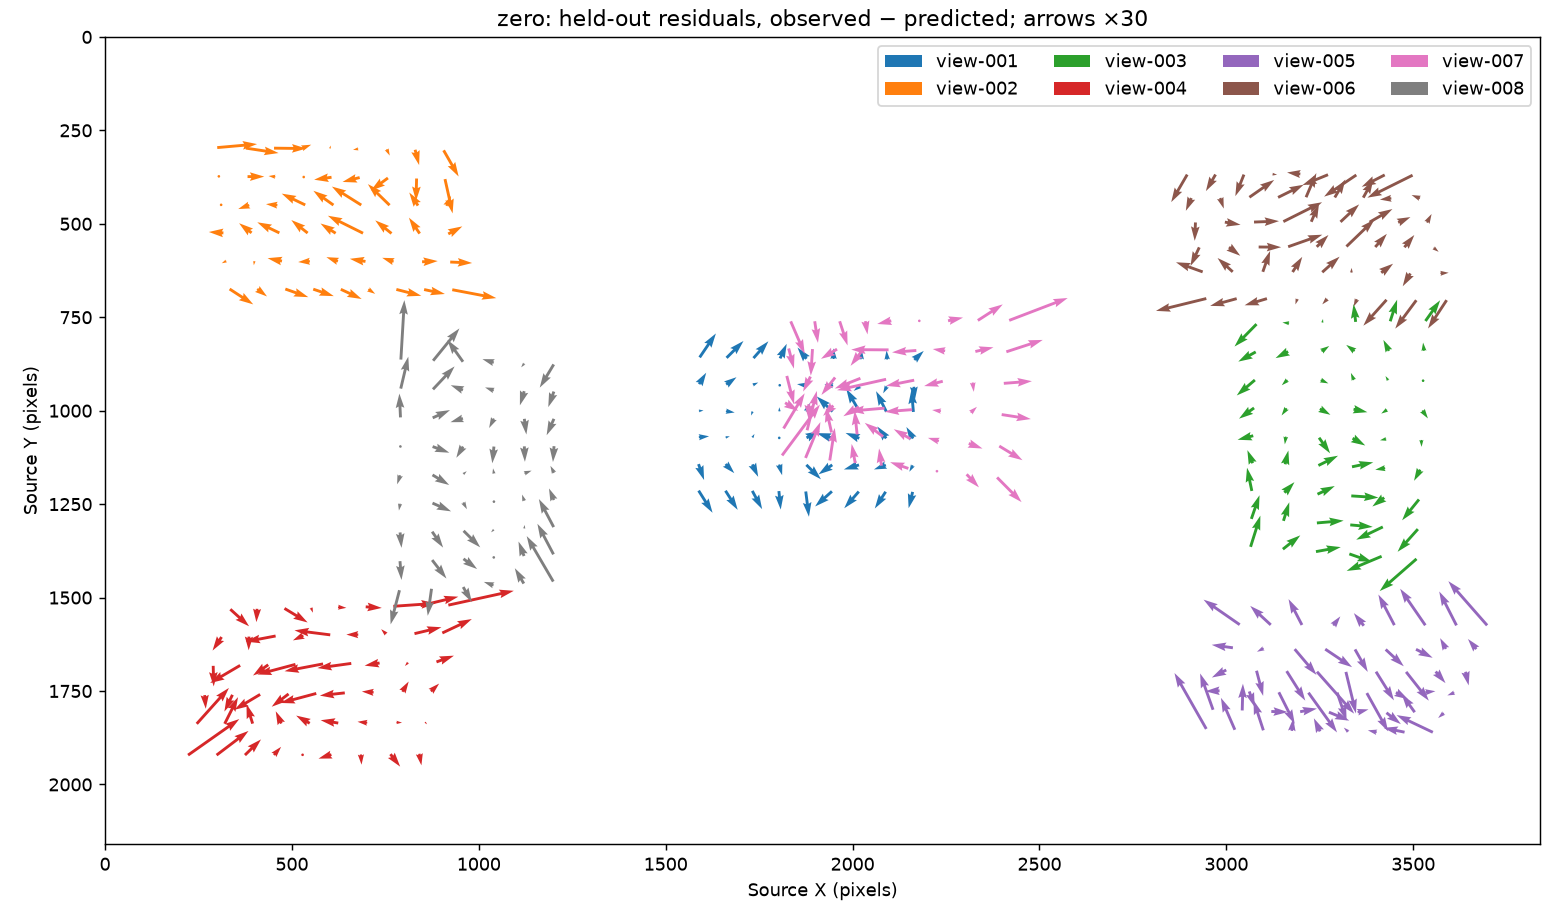 zero: held-out residuals, observed − predicted; arrows ×30
view-001 view-003 view-005 view-007
view-002 view-004 view-006 view-008
0
250
500
750
1000
1250
1500
1750
2000
Source Y (pixels)
0 500 1000 1500 2000 2500 3000 3500
Source X (pixels)